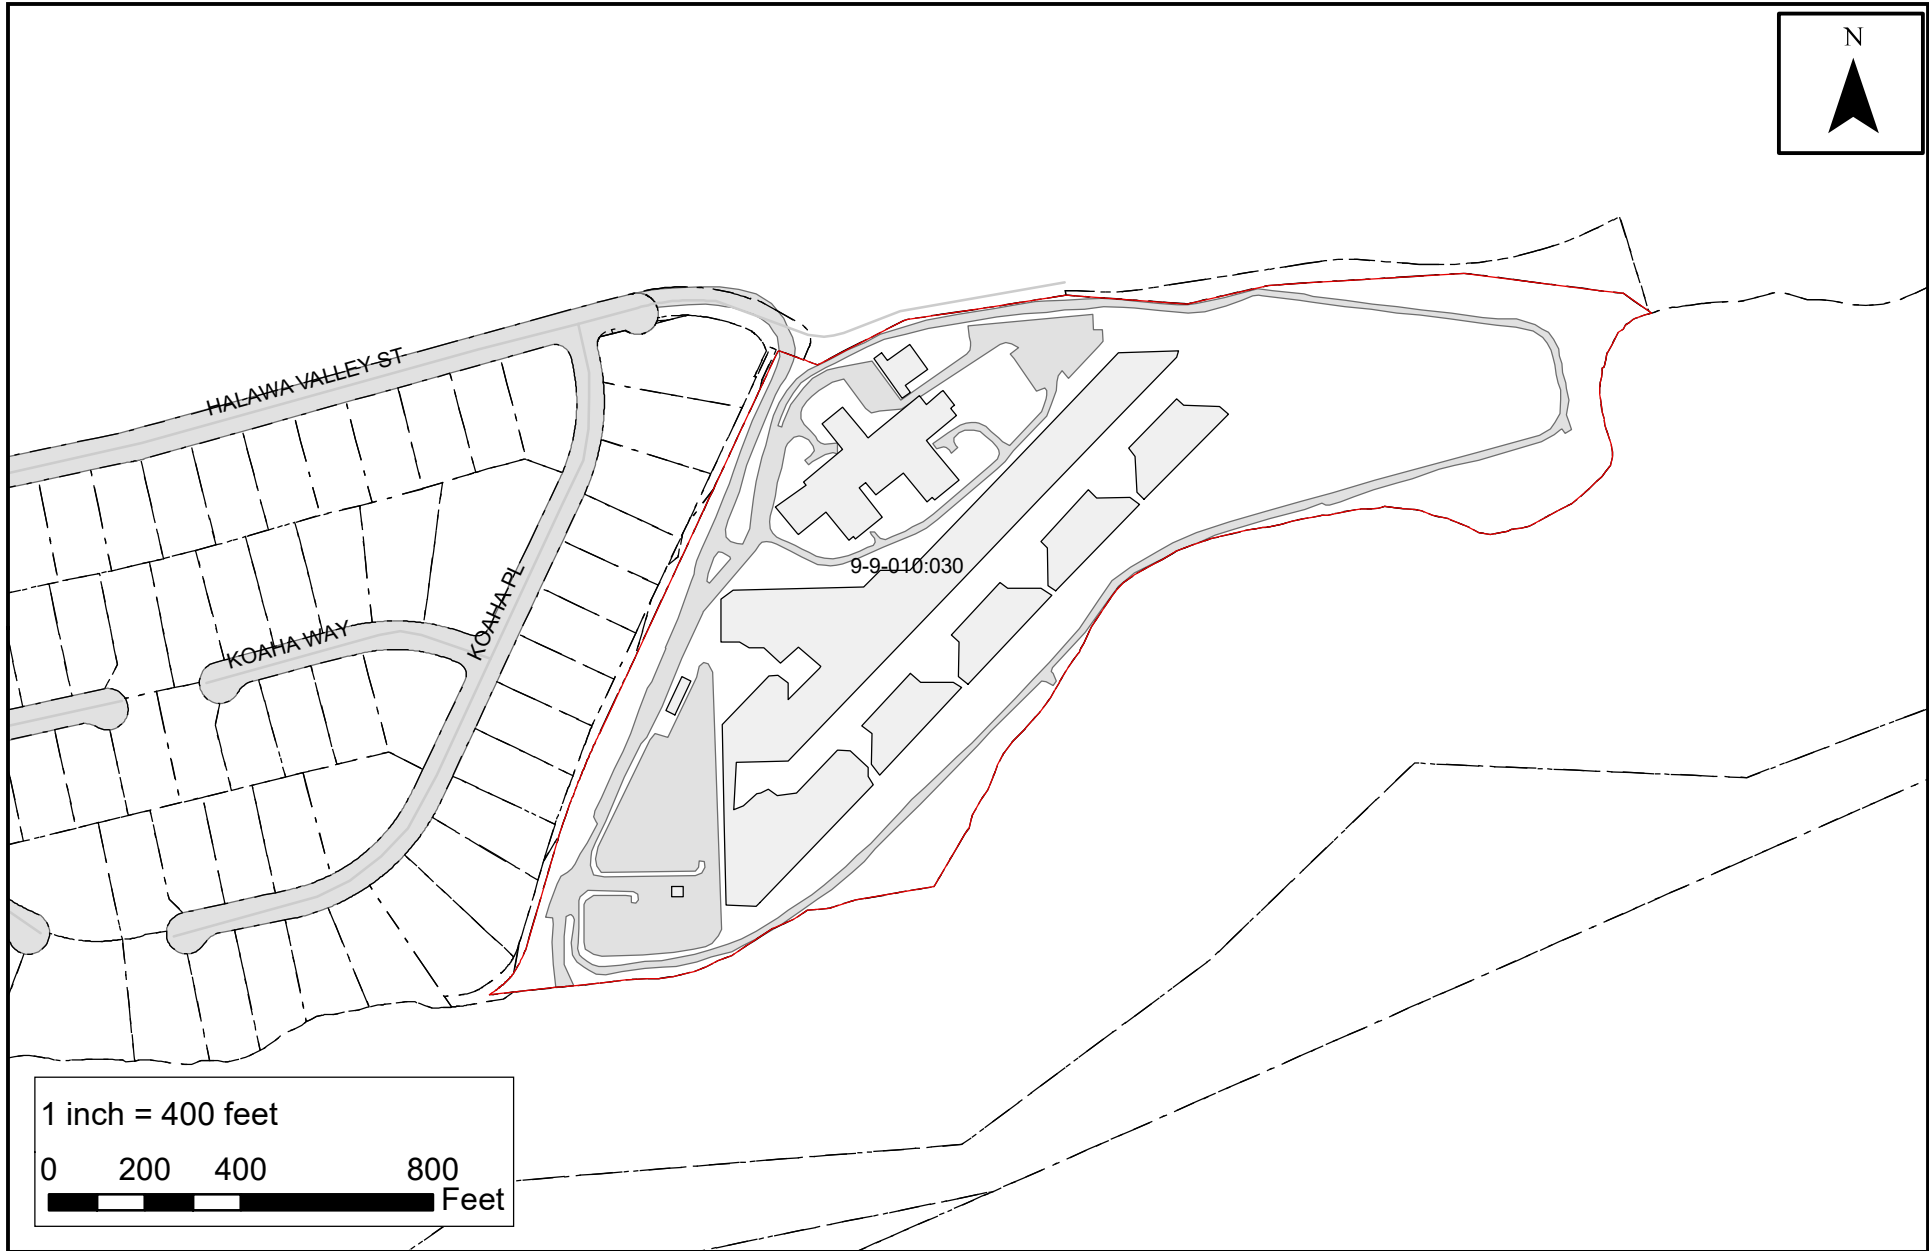 N
HALAWA VALLEY ST
9-9-010:030
KOAHA PL
KOAHA WAY
1 inch = 400 feet
0 200 400 800
Feet